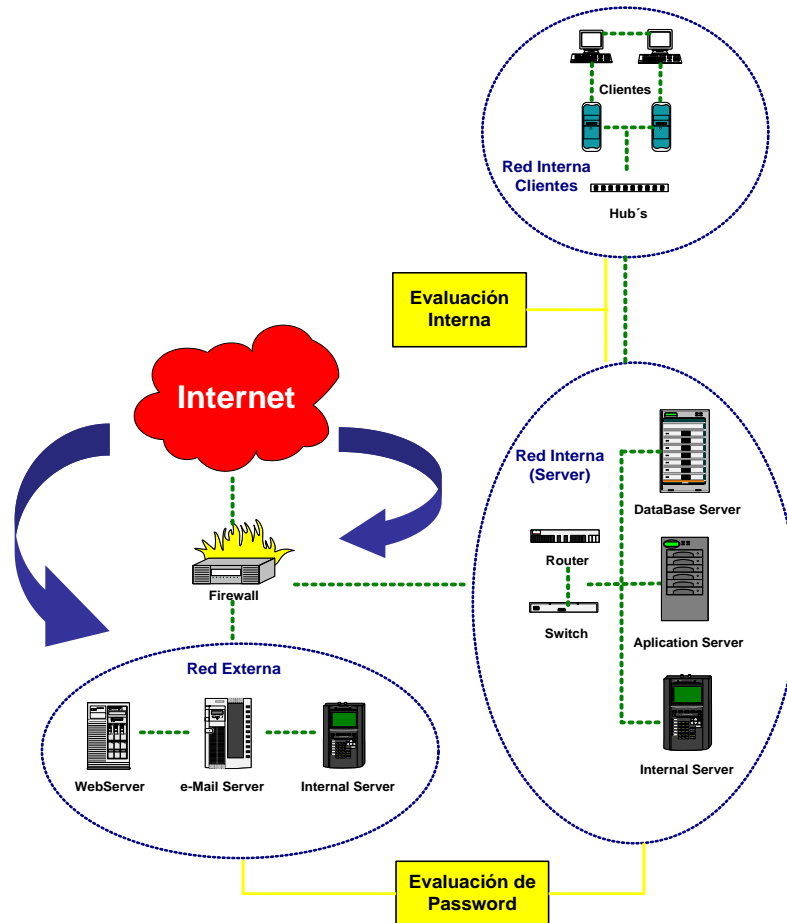 Clientes
Red Interna
Clientes
Hub´s
Evaluación
Interna
Internet
Red Interna
(Server)
DataBase Server
Router
Firewall
Switch
Aplication Server
Red Externa
WebServer
e-Mail Server
Internal Server
Internal Server
Evaluación de
Password